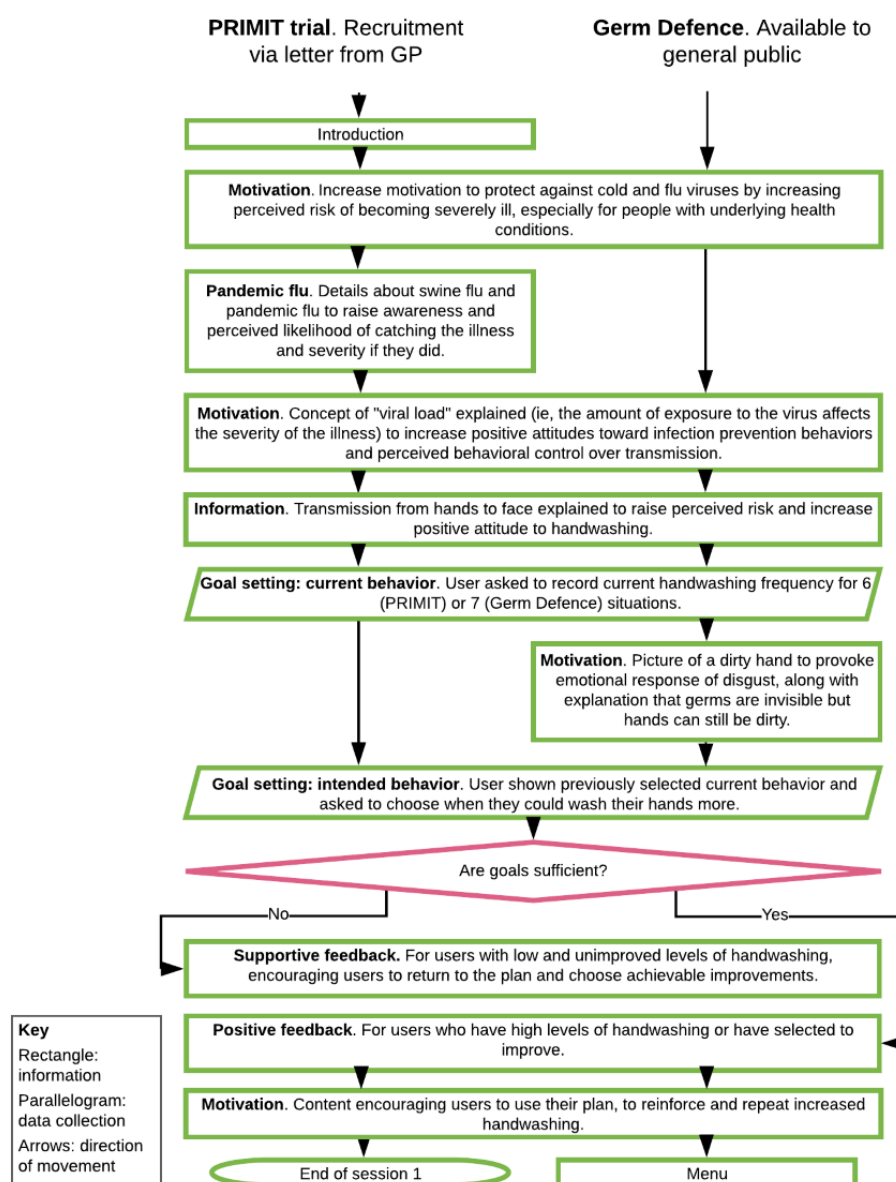 PRIMIT trial. Recruitment
via letter from GP
Germ Defence. Available to
general public
Introduction
Motivation. Increase motivation to protect against cold and flu viruses by increasing
perceived risk of becoming severely ill, especially for people with underlying health
conditions.
Pandemic flu. Details about swine flu and
pandemic flu to raise awareness and
perceived likelihood of catching the illness
and severity if they did.
Motivation. Concept of "viral load" explained (ie, the amount of exposure to the virus affects
the severity of the illness) to increase positive attitudes toward infection prevention behaviors
and perceived behavioral control over transmission.
Information. Transmission from hands to face explained to raise perceived risk and increase
positive attitude to handwashing.
Goal setting: current behavior. User asked to record current handwashing frequency for 6
(PRIMIT) or 7 (Germ Defence) situations.
Motivation. Picture of a dirty hand to provoke
emotional response of disgust, along with
explanation that germs are invisible but
hands can still be dirty.
Goal setting: intended behavior. User shown previously selected current behavior and
asked to choose when they could wash their hands more.
Are goals sufficient?
No
Yes
Supportive feedback. For users with low and unimproved levels of handwashing,
encouraging users to return to the plan and choose achievable improvements.
Positive feedback. For users who have high levels of handwashing or have selected to
improve.
Motivation. Content encouraging users to use their plan, to reinforce and repeat increased
handwashing.
End of session 1
Menu
Key
Rectangle:
information
Parallelogram:
data collection
Arrows: direction
of movement